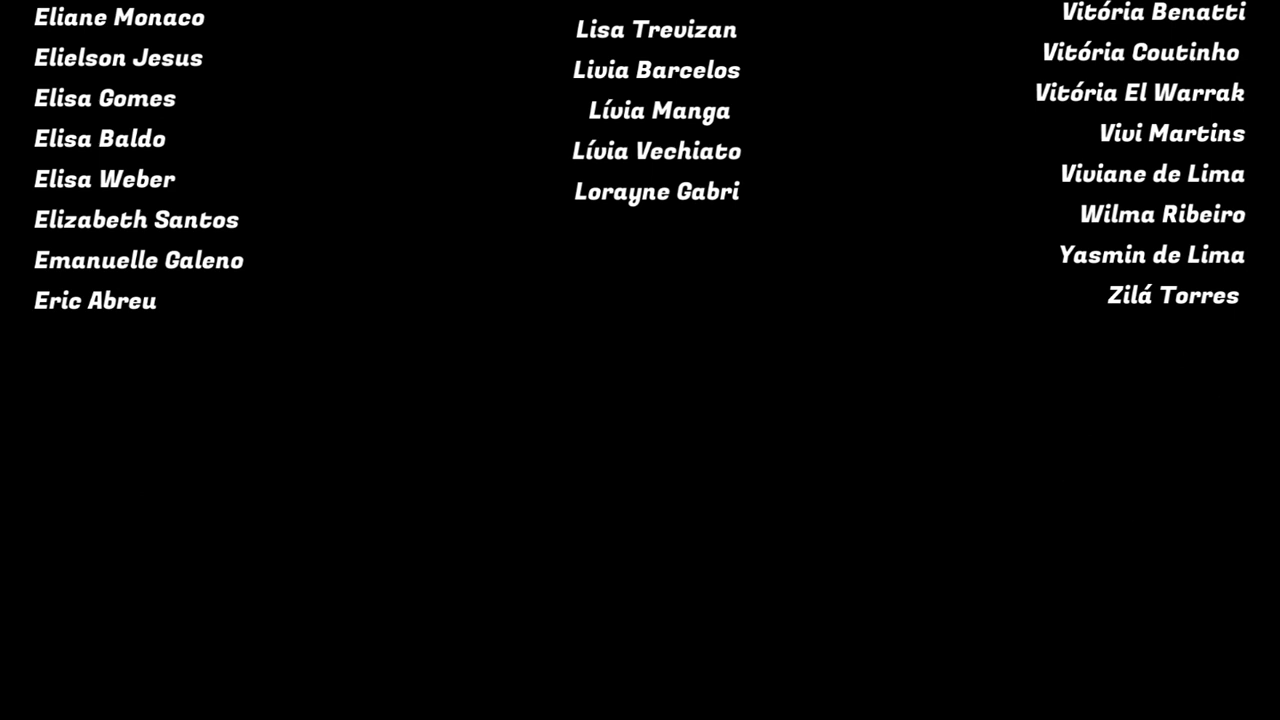 Eliane Monaco
Elielson Jesus
Elisa Gomes
Elisa Baldo
Elisa Weber
Elizabeth Santos
Emanuelle Galeno
Eric Abreu
Lisa Trevizan
Livia Barcelos
Lívia Manga
Lívia Vechiato
Lorayne Gabri
Vitória Benatti
Vitória Coutinho
Vitória El Warrak
Vivi Martins
Viviane de Lima
Wilma Ribeiro
Yasmin de Lima
Zilá Torres